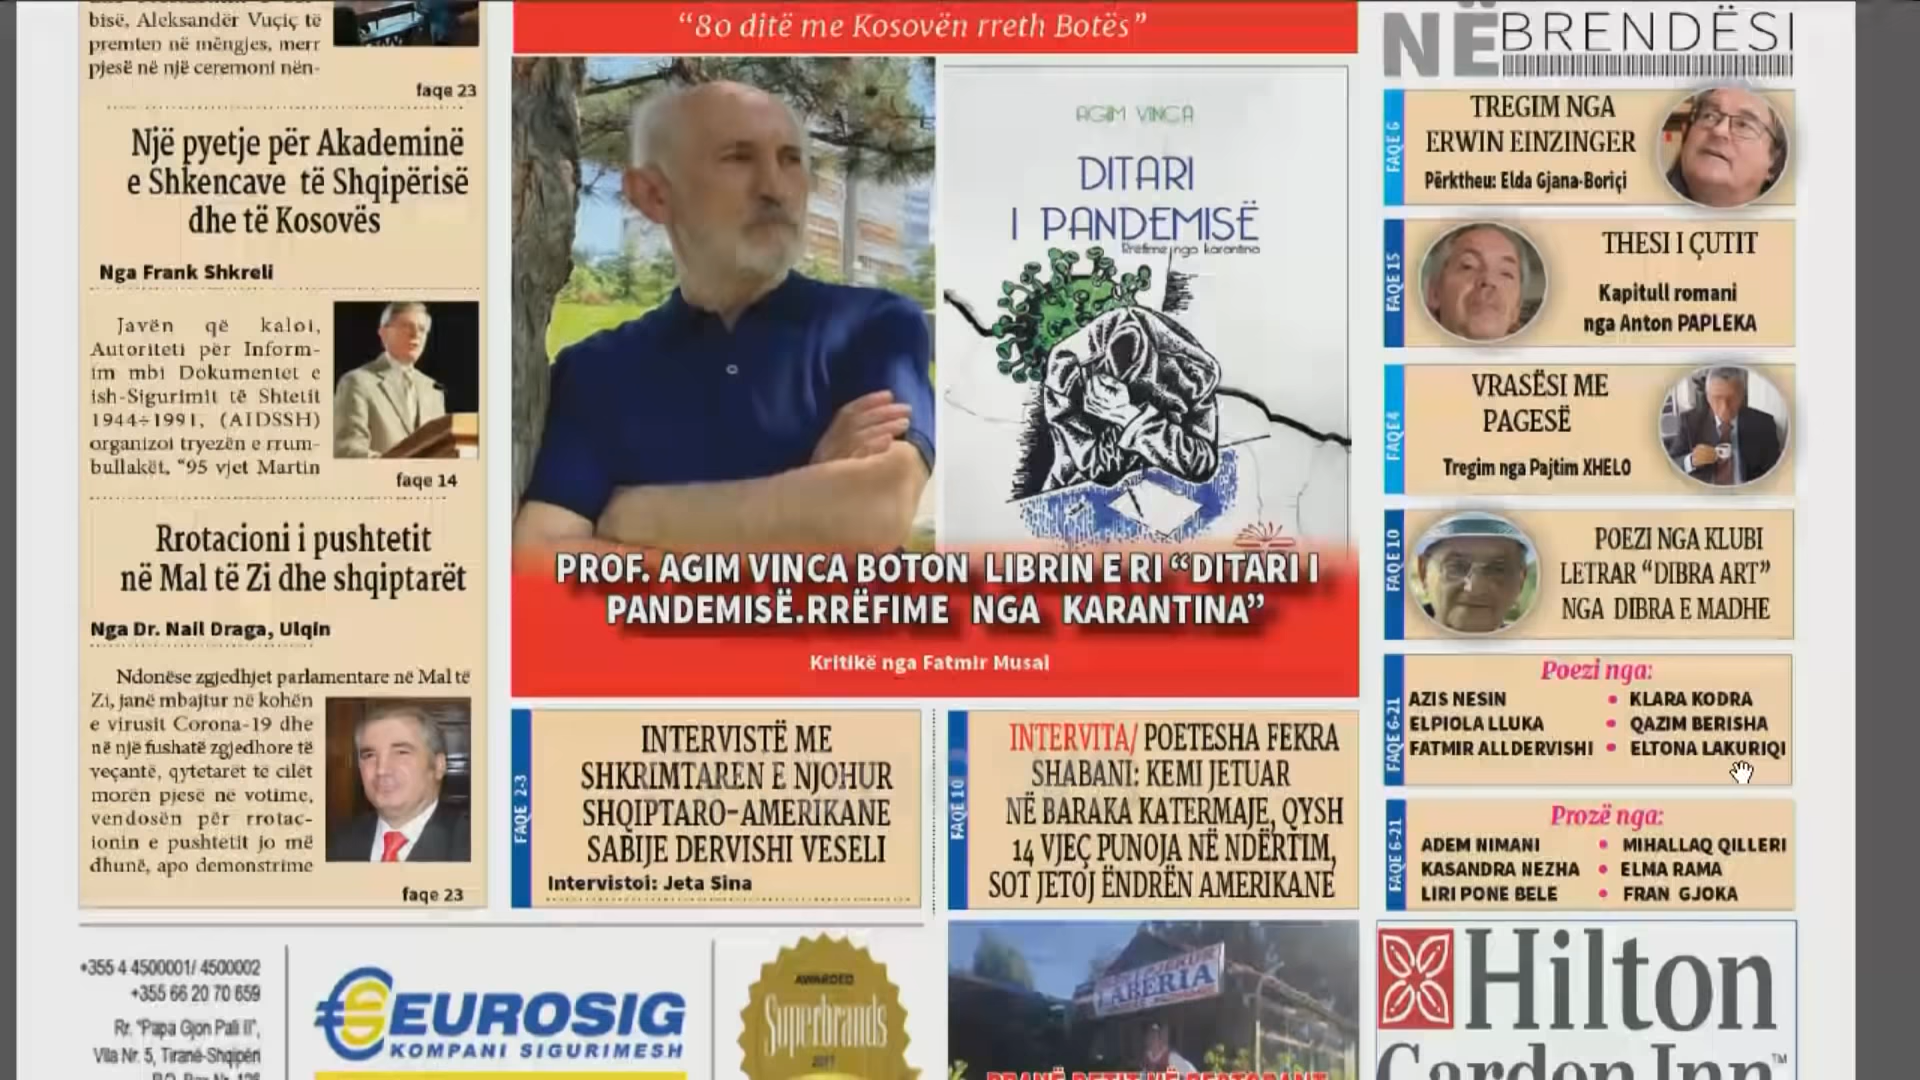 bisë, Aleksandër Vuçiç të
premten në mëngjes, merr
pjesë në një ceremoni nën-
faqe 23
Një pyetje për Akademinë
e Shkencave të Shqipërisë
dhe të Kosovës
Nga Frank Shkreli
Javën që kaloi,
Autoriteti për Inform-
im mbi Dokumentet e
ish-Sigurimit të Shtetit
1944÷1991, (AIDSSH)
organizoi tryezën e rrum-
bullakët, “95 vjet Martin
faqe 14
Rrotacioni i pushtetit
në Mal të Zi dhe shqiptarët
Nga Dr. Nail Draga, Ulqin
Ndonëse zgjedhjet parlamentare në Mal të
Zi, janë mbajtur në kohën
e virusit Corona-19 dhe
në një fushatë zgjedhore të
veçantë, qytetarët të cilët
morën pjesë në votime,
vendosën për rrotac-
ionin e pushtetit jo më
dhunë, apo demonstrime
faqe 23
“80 ditë me Kosovën rreth Botës”
AGIM VINCA
DITARI
I PANDEMISË
Rrëfime nga karantina
PROF. AGIM VINCA BOTON LIBRIN E RI “DITARI I
PANDEMISË.RRËFIME NGA KARANTINA”
Kritikë nga Fatmir Musai
FAQE 2-3
INTERVISTË ME
SHKRIMTAREN E NJOHUR
SHQIPTARO-AMERIKANE
SABIJE DERVISHI VESELI
Intervistoi: Jeta Sina
FAQE 10
INTERVITA/ POETESHA FEKRA
SHABANI: KEMI JETUAR
NË BARAKA KATERMAJE, QYSH
14 VJEÇ PUNOJA NË NDËRTIM,
SOT JETOJ ËNDRËN AMERIKANE
NË BRENDËSI
FAQE 6
TREGIM NGA
ERWIN EINZINGER
Përktheu: Elda Gjana-Boriçi
FAQE 15
THESI I ÇUTIT
Kapitull romani
nga Anton PAPLEKA
FAQE 4
VRASËSI ME
PAGESË
Tregim nga Pajtim XHELO
FAQE 10
POEZI NGA KLUBI
LETRAR “DIBRA ART”
NGA DIBRA E MADHE
FAQE 6-21
Poezi nga:
AZIS NESIN • KLARA KODRA
ELPIOLA LLUKA • QAZIM BERISHA
FATMIR ALLDERVISHI • ELTONA LAKURIQI
FAQE 6-21
Prozë nga:
ADEM NIMANI • MIHALLAQ QILLERI
KASANDRA NEZHA • ELMA RAMA
LIRI PONE BELE • FRAN GJOKA
+355 4 4500001/ 4500002
+355 66 20 70 659
Rr. “Papa Gjon Pali II”,
Vila Nr. 5, Tiranë-Shqipëri
EUROSIG
KOMPANI SIGURIMESH
AWARDED
Superbrands
2017
LABERIA
Hilton
Garden Inn™